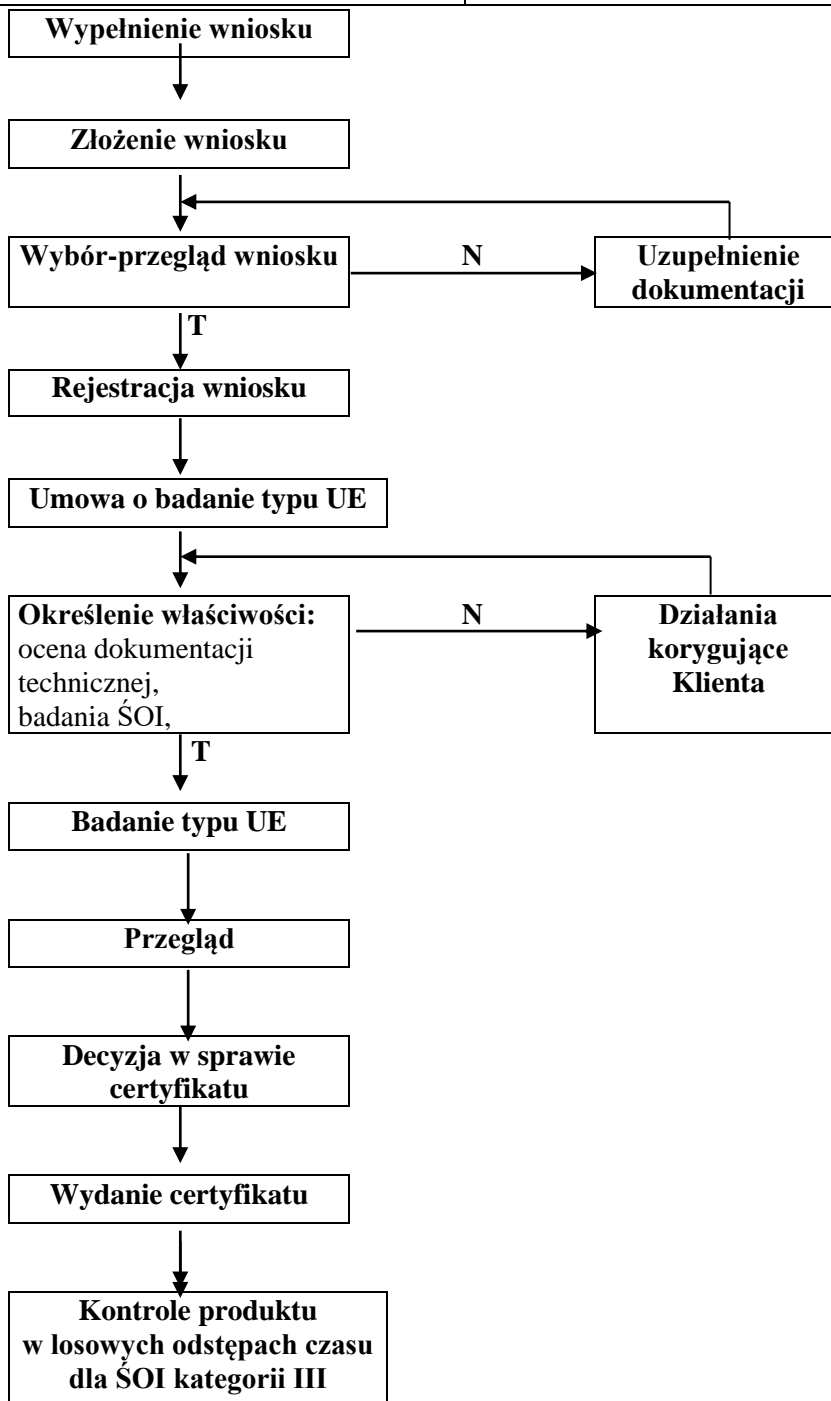 Wypełnienie wniosku
Złożenie wniosku
Wybór-przegląd wniosku
N
Uzupełnienie
dokumentacji
T
Rejestracja wniosku
Umowa o badanie typu UE
Określenie właściwości:
ocena dokumentacji
technicznej,
badania ŚOI,
N
Działania
korygujące
Klienta
T
Badanie typu UE
Przegląd
Decyzja w sprawie
certyfikatu
Wydanie certyfikatu
Kontrole produktu
w losowych odstępach czasu
dla ŚOI kategorii III